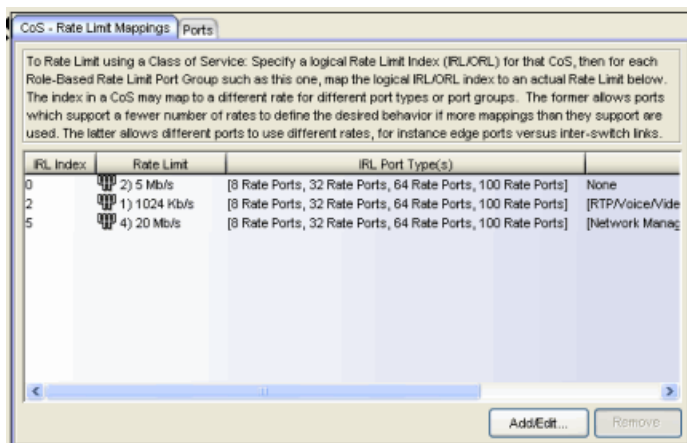 CoS - Rate Limit Mappings Ports
To Rate Limit using a Class of Service: Specify a logical Rate Limit Index (IRL/ORL) for that CoS, then for each
Role-Based Rate Limit Port Group such as this one, map the logical IRL/ORL index to an actual Rate Limit below.
The index in a CoS may map to a different rate for different port types or port groups. The former allows ports
which support a fewer number of rates to define the desired behavior if more mappings than they support are
used. The latter allows different ports to use different rates, for instance edge ports versus inter-switch links.
IRL Index Rate Limit IRL Port Type(s)
0 2) 5 Mb/s [8 Rate Ports, 32 Rate Ports, 64 Rate Ports, 100 Rate Ports] None
2 1) 1024 Kb/s [8 Rate Ports, 32 Rate Ports, 64 Rate Ports, 100 Rate Ports] [RTP/Voice/Vide
5 4) 20 Mb/s [8 Rate Ports, 32 Rate Ports, 64 Rate Ports, 100 Rate Ports] [Network Manag
Add/Edit... Remove